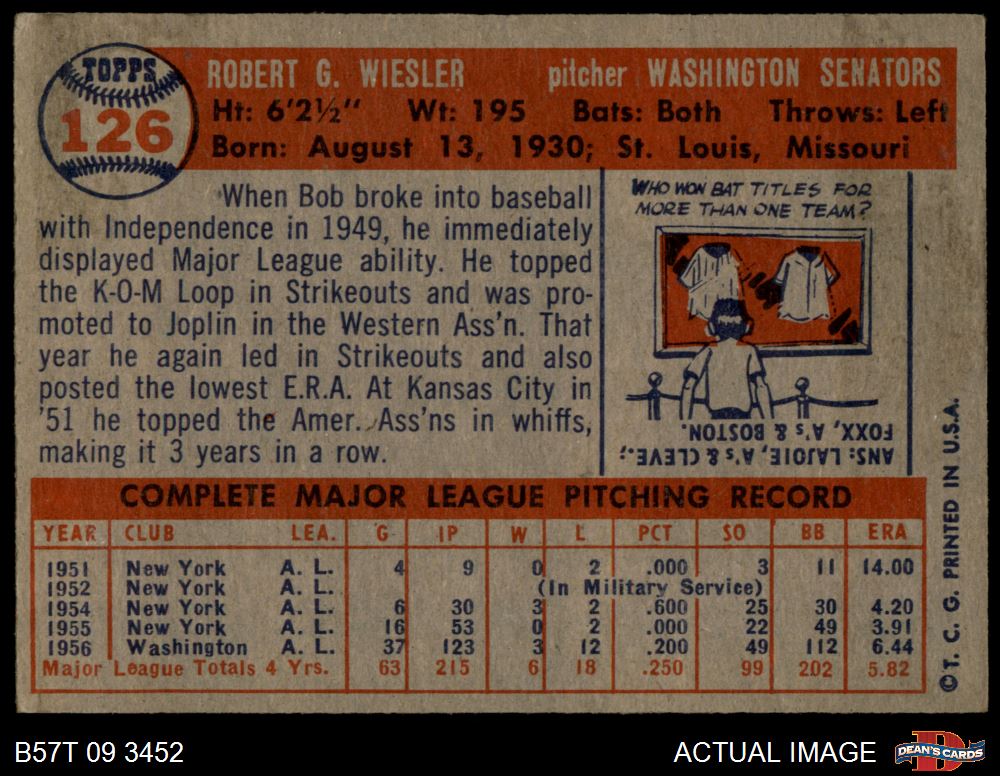 TOPPS
126
ROBERT G. WIESLER pitcher WASHINGTON SENATORS
Ht: 6'2½" Wt: 195 Bats: Both Throws: Left
Born: August 13, 1930; St. Louis, Missouri
When Bob broke into baseball
with Independence in 1949, he immediately
displayed Major League ability. He topped
the K-O-M Loop in Strikeouts and was pro-
moted to Joplin in the Western Ass'n. That
year he again led in Strikeouts and also
posted the lowest E.R.A. At Kansas City in
'51 he topped the Amer. Ass'ns in whiffs,
making it 3 years in a row.
WHO WON BAT TITLES FOR
MORE THAN ONE TEAM?
ANS: LAJOIE, A's & CLEVE.;
FOXX, A's & BOSTON.
COMPLETE MAJOR LEAGUE PITCHING RECORD
YEAR CLUB LEA. G IP W L PCT SO BB ERA
1951 New York A. L. 4 9 0 2 .000 3 11 14.00
1952 New York A. L. (In Military Service)
1954 New York A. L. 6 30 3 2 .600 25 30 4.20
1955 New York A. L. 16 53 0 2 .000 22 49 3.91
1956 Washington A. L. 37 123 3 12 .200 49 112 6.44
Major League Totals 4 Yrs. 63 215 6 18 .250 99 202 5.82
©T. C. G. PRINTED IN U.S.A.
B57T 09 3452
ACTUAL IMAGE
D
DEAN'S CARDS